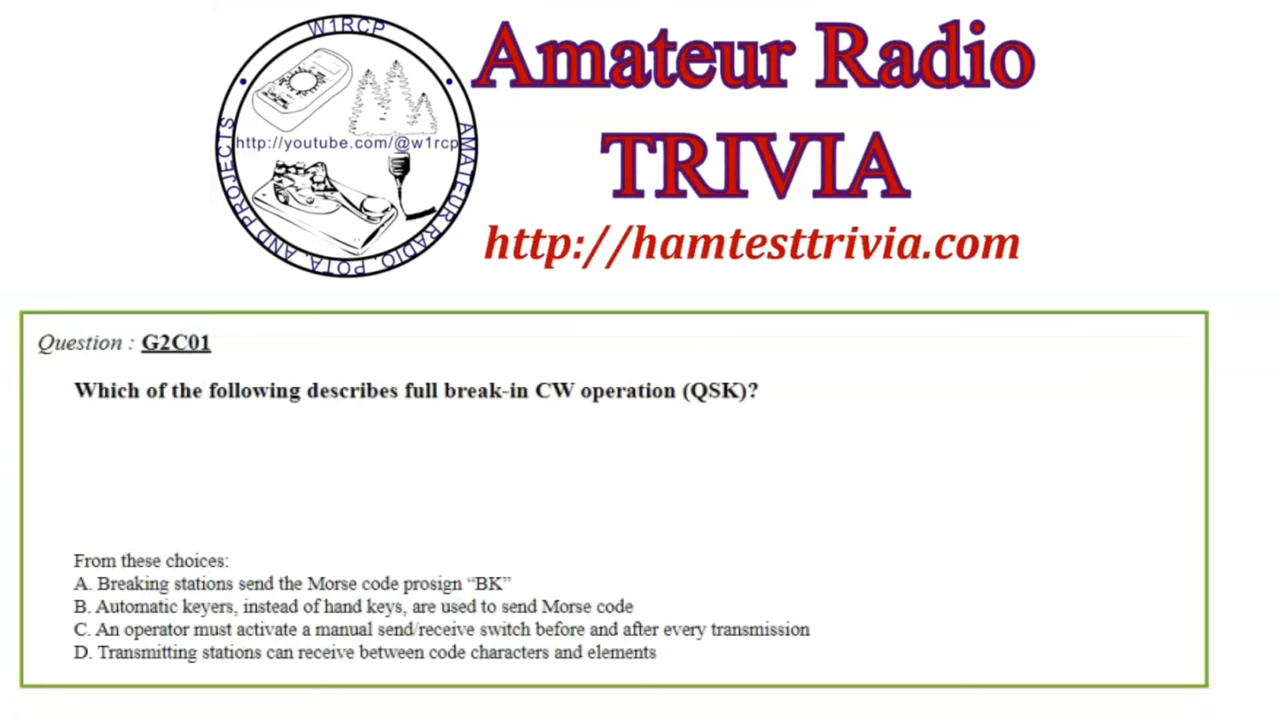 W1RCP
http://youtube.com/@w1rcp
AMATEUR RADIO, POTA, AND PROJECTS
Amateur Radio
TRIVIA
http://hamtesttrivia.com
Question : G2C01
Which of the following describes full break-in CW operation (QSK)?
From these choices:
A. Breaking stations send the Morse code prosign “BK”
B. Automatic keyers, instead of hand keys, are used to send Morse code
C. An operator must activate a manual send/receive switch before and after every transmission
D. Transmitting stations can receive between code characters and elements